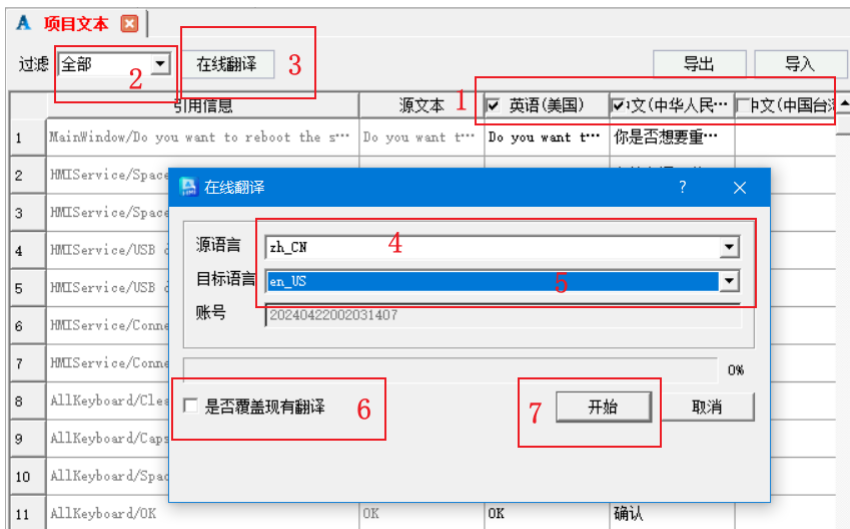 项目文本
过滤 全部 2 在线翻译 3 导出 导入
引用信息 源文本 1 英语(美国) 文(中华人民… 中文(中国台
1 MainWindow/Do you want to reboot the s… Do you want t… Do you want t… 你是否想要重…
2 HMIService/Space
3 HMIService/Space
4 HMIService/USB
5 HMIService/USB
6 HMIService/Conne
7 HMIService/Conne
8 AllKeyboard/Clea
9 AllKeyboard/Caps
10 AllKeyboard/Spac
11 AllKeyboard/OK OK OK 确认
在线翻译 ?
源语言 zh_CN 4
目标语言 en_US 5
账号 20240422002031407
0%
是否覆盖现有翻译 6 7 开始 取消